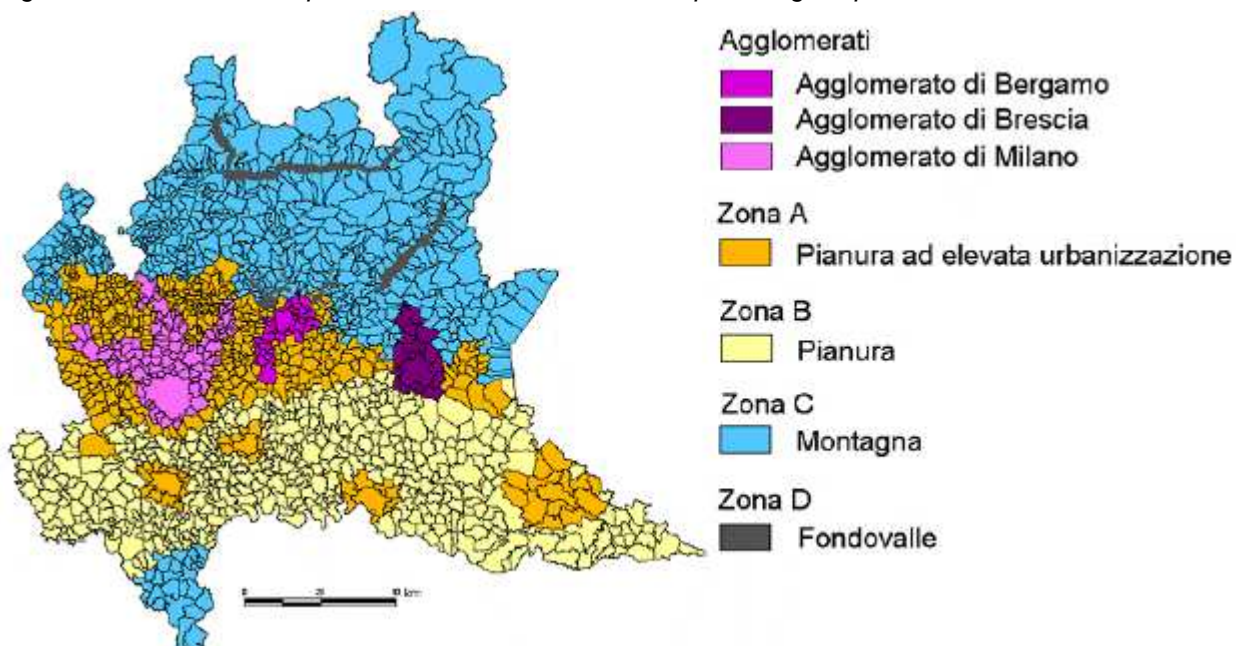 Agglomerati
Agglomerato di Bergamo
Agglomerato di Brescia
Agglomerato di Milano
Zona A
Pianura ad elevata urbanizzazione
Zona B
Pianura
Zona C
Montagna
Zona D
Fondovalle